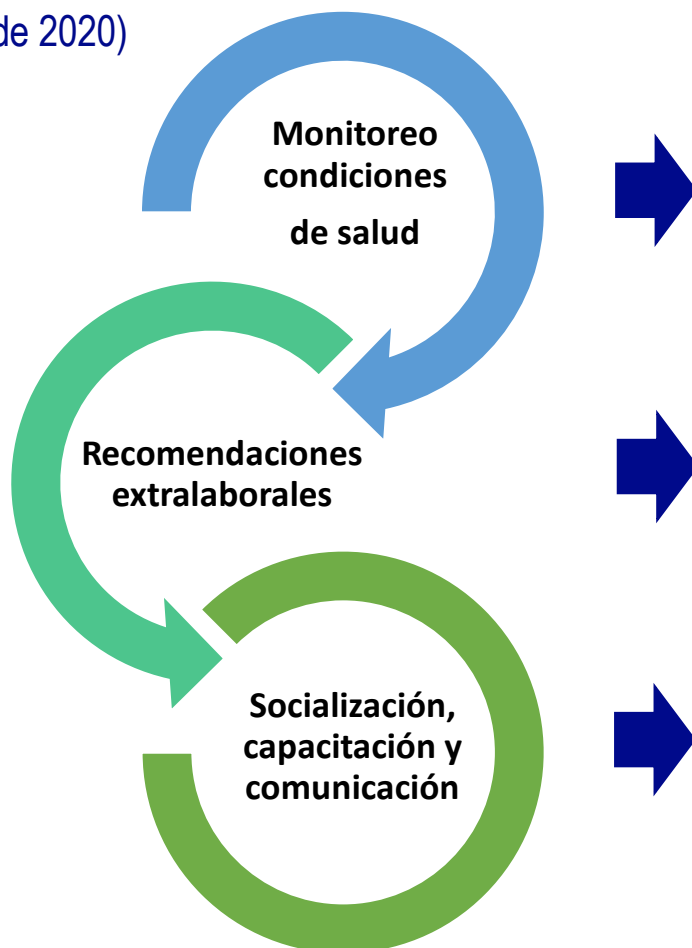 de 2020)
Monitoreo
condiciones
de salud
Recomendaciones
extralaborales
Socialización,
capacitación y
comunicación